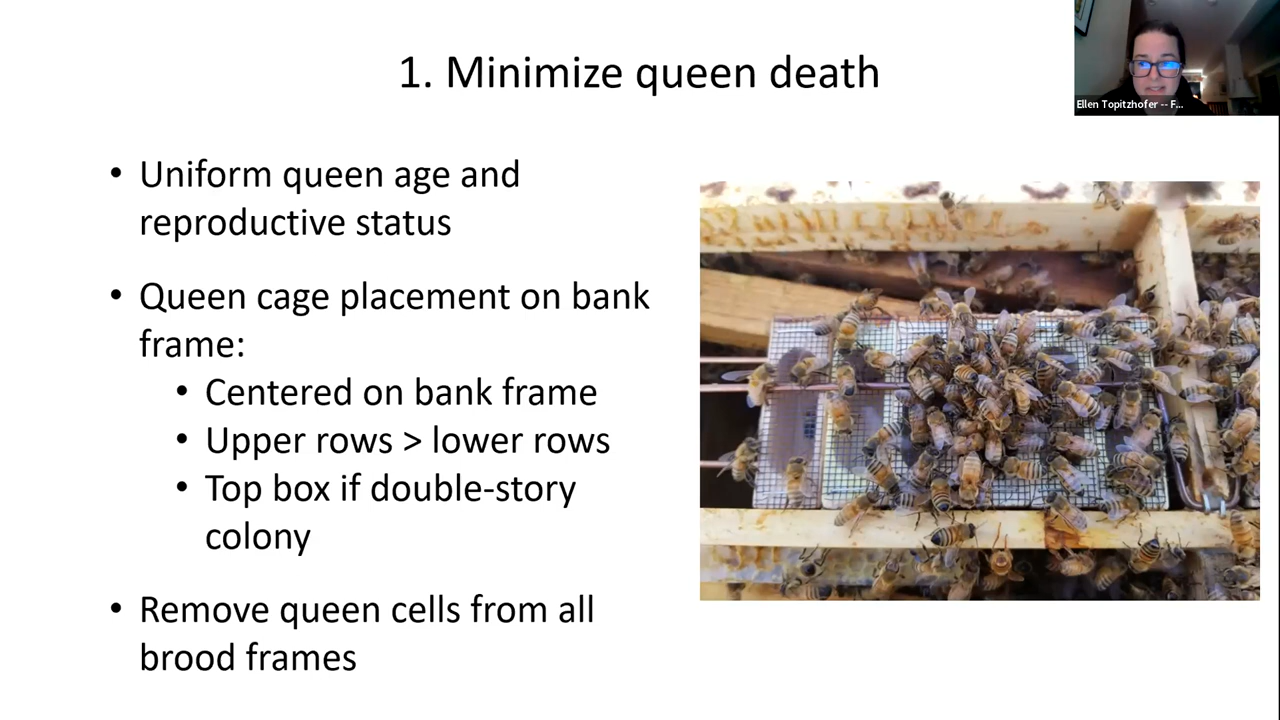 1. Minimize queen death
Ellen Topitzhofer -- F...
• Uniform queen age and
reproductive status
• Queen cage placement on bank
frame:
• Centered on bank frame
• Upper rows > lower rows
• Top box if double-story
colony
• Remove queen cells from all
brood frames